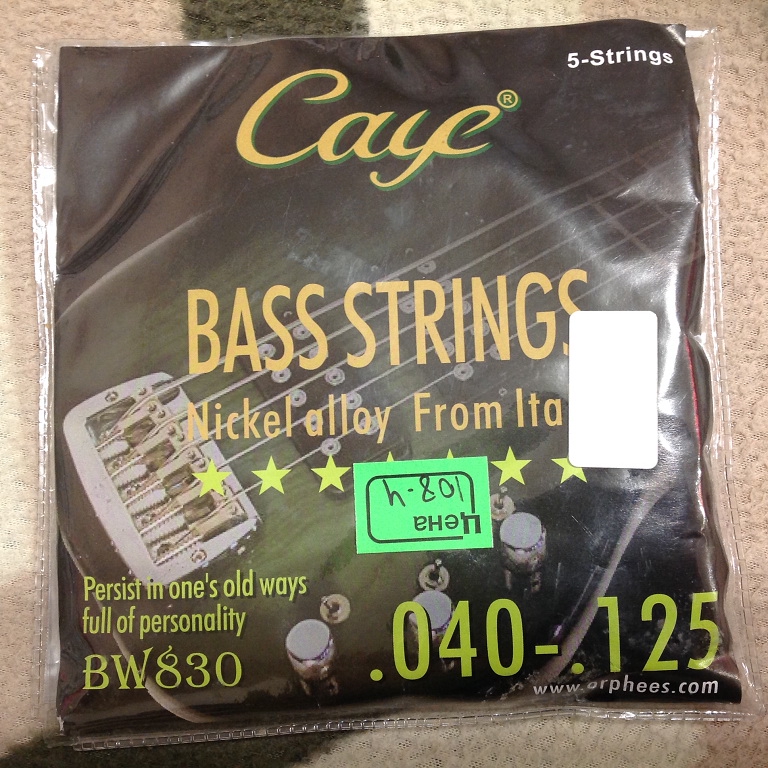 5-Strings
Caye®
BASS STRINGS
Nickel alloy From Ita
Цена
108-ч
Persist in one's old ways
full of personality
BW830
.040-.125
www.orphees.com